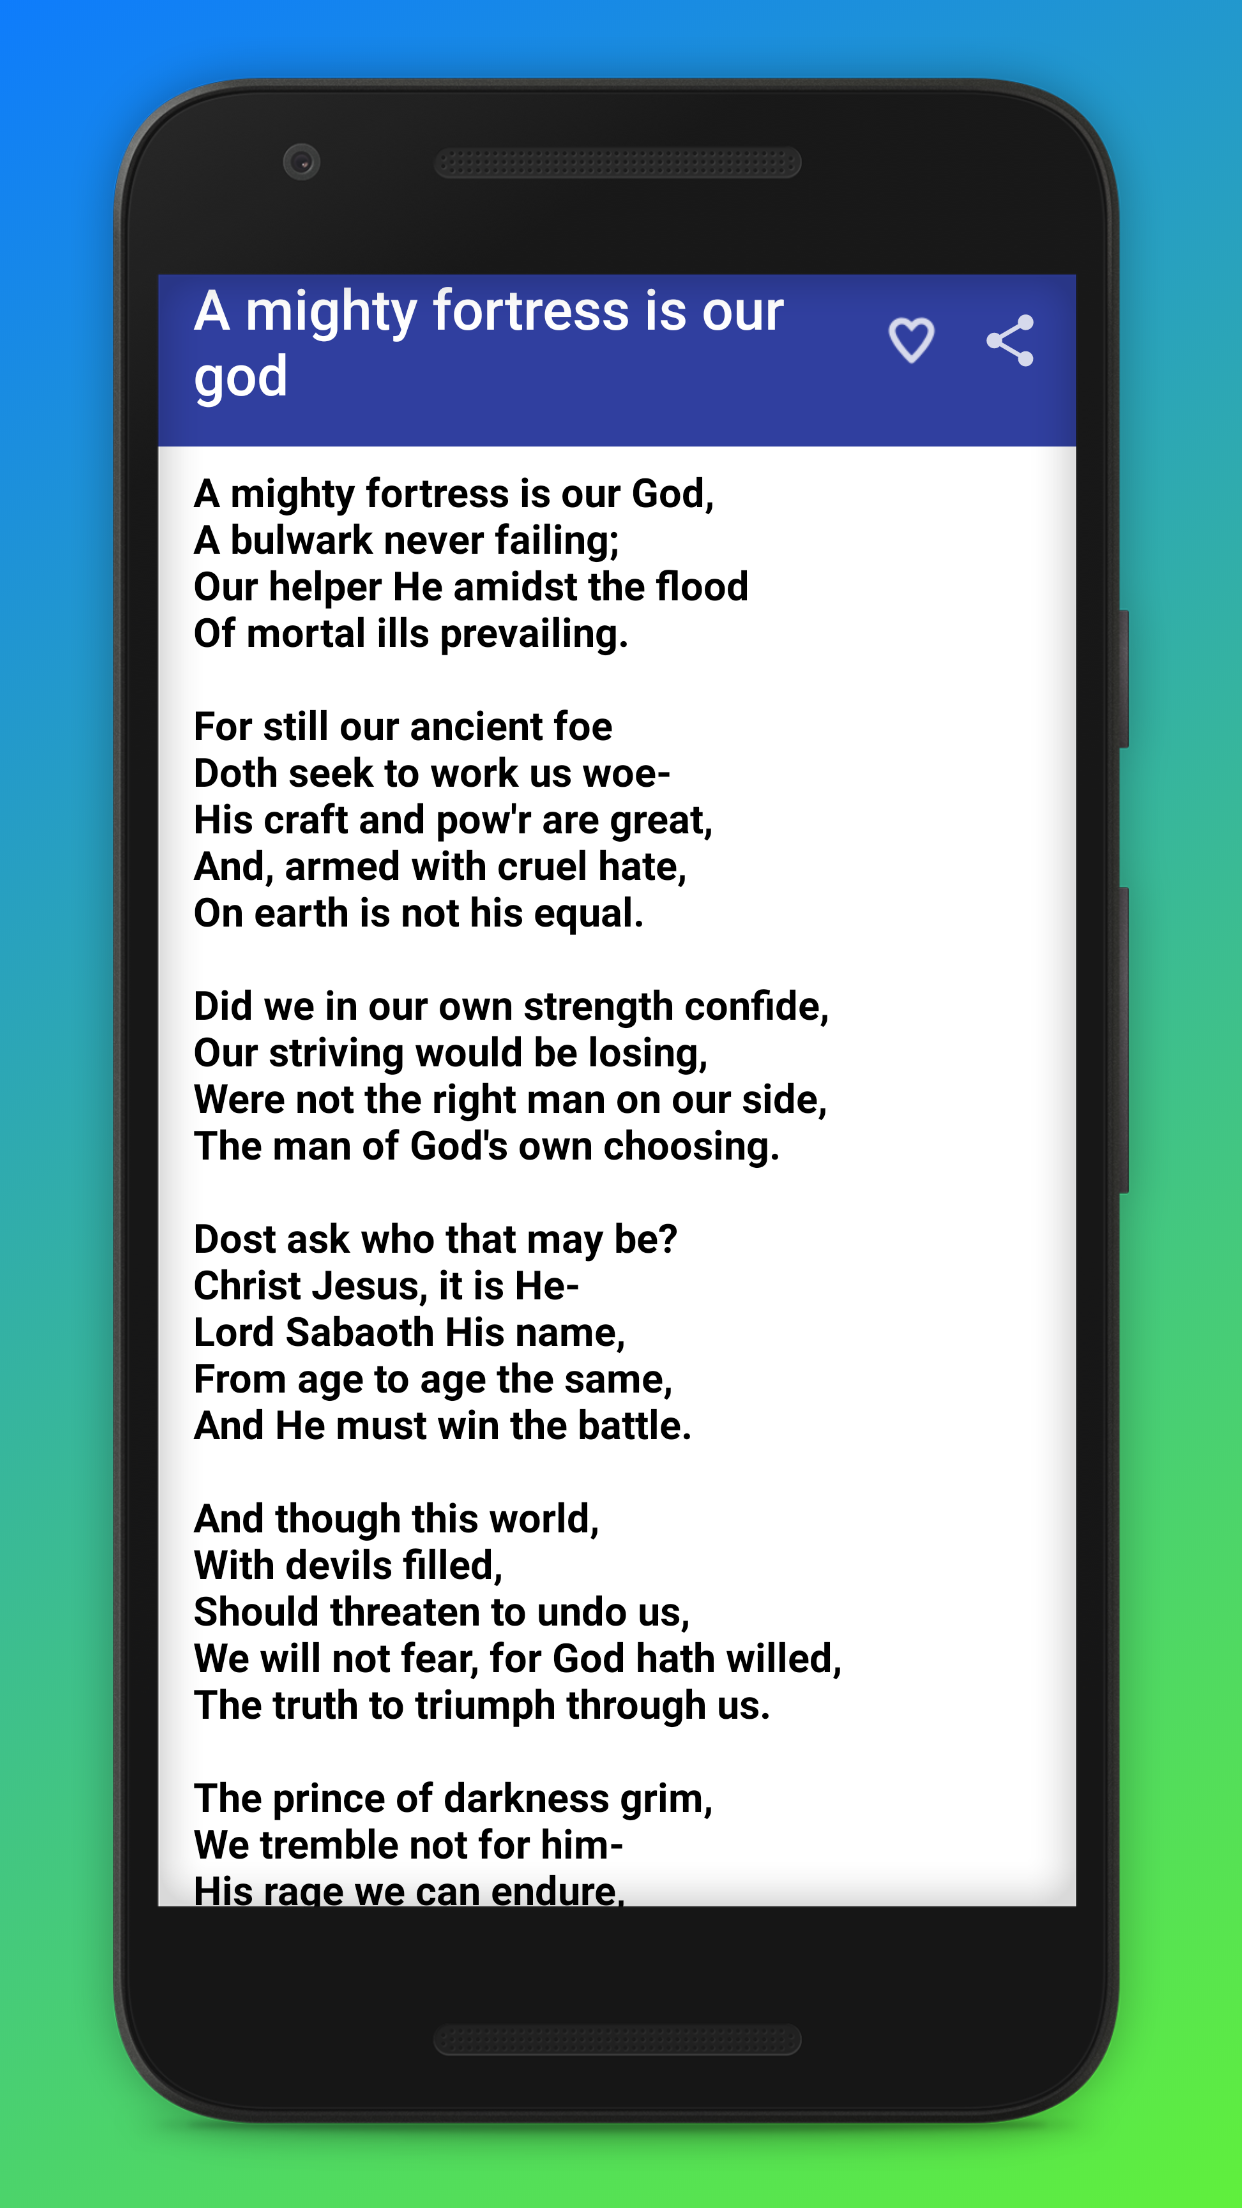 A mighty fortress is our
god
A mighty fortress is our God,
A bulwark never failing;
Our helper He amidst the flood
Of mortal ills prevailing.
For still our ancient foe
Doth seek to work us woe-
His craft and pow'r are great,
And, armed with cruel hate,
On earth is not his equal.
Did we in our own strength confide,
Our striving would be losing,
Were not the right man on our side,
The man of God's own choosing.
Dost ask who that may be?
Christ Jesus, it is He-
Lord Sabaoth His name,
From age to age the same,
And He must win the battle.
And though this world,
With devils filled,
Should threaten to undo us,
We will not fear, for God hath willed,
The truth to triumph through us.
The prince of darkness grim,
We tremble not for him-
His rage we can endure,